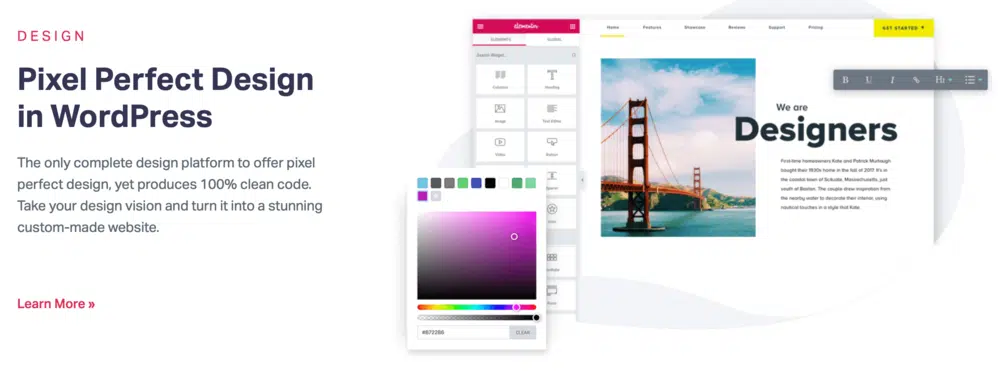 DESIGN
Pixel Perfect Design
in WordPress
The only complete design platform to offer pixel
perfect design, yet produces 100% clean code.
Take your design vision and turn it into a stunning
custom-made website.
Learn More »
elementor
ELEMENTS GLOBAL
Search Widget...
Columns Heading
Image Text Editor
Video Button
Spacer
Icon
CLEAR
Home Features Showcase Reviews Support Pricing
GET STARTED
B U I H1
We are
Designers
First-time homeowners Kate and Patrick Murtaugh
bought their 1930s home in the fall of 2017. It's in
the coastal town of Scituate, Massachusetts, just
south of Boston. The couple drew inspiration from
the nearby water to decorate their interior, using
nautical touches in a style that Kate